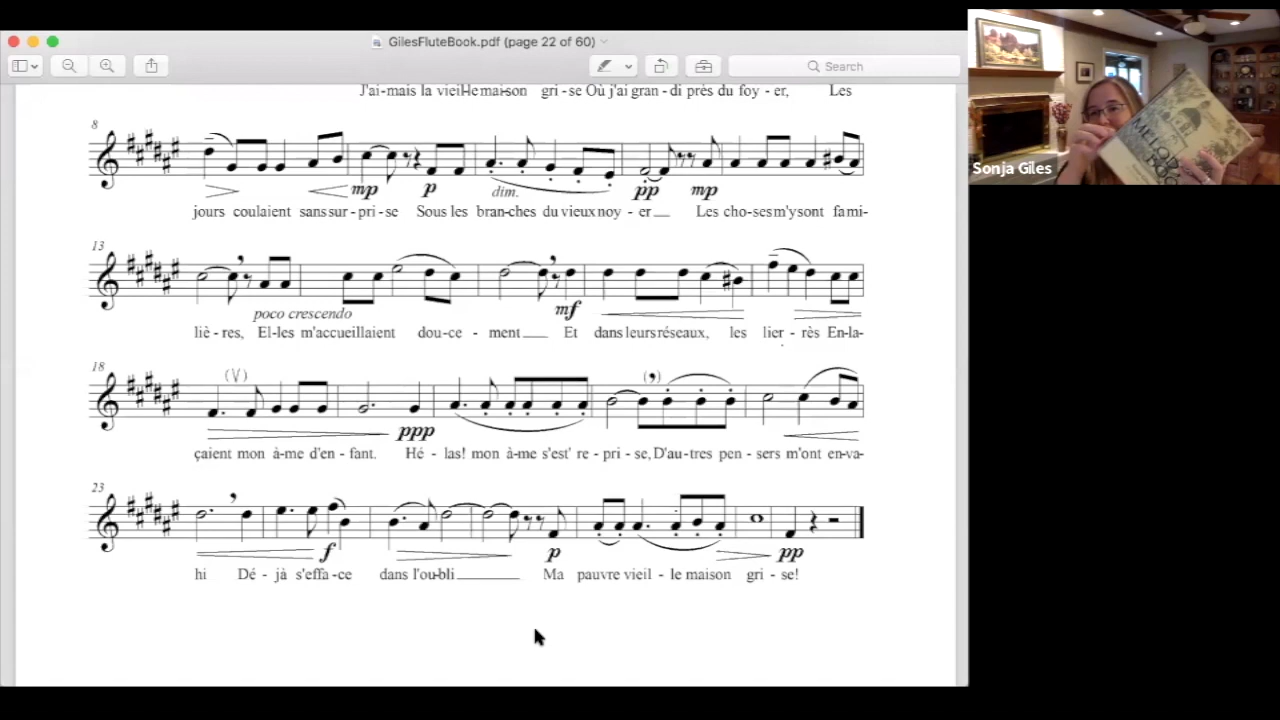 GilesFluteBook.pdf (page 22 of 60)
Search
J'ai-mais la vieil-le mai-son gri - se Où j'ai gran - di près du foy - er, Les
8
mp p dim. pp mp
jours coulaient sans sur - pri - se Sous les bran-ches du vieux noy - er Les cho-ses m'y sont fa mi-
13
poco crescendo mf
liè - res, El-les m'accueillaient dou-ce - ment Et dans leurs réseaux, les lier - rès En-la-
18
(V)
ppp
çaient mon à-me d'en - fant. Hé - las! mon à-me s'est' re - pri - se, D'au-tres pen - sers m'ont en-va-
23
f p pp
hi Dé - jà s'effa - ce dans l'ou-bli Ma pauvre vieil - le maison gri - se!
Sonja Giles